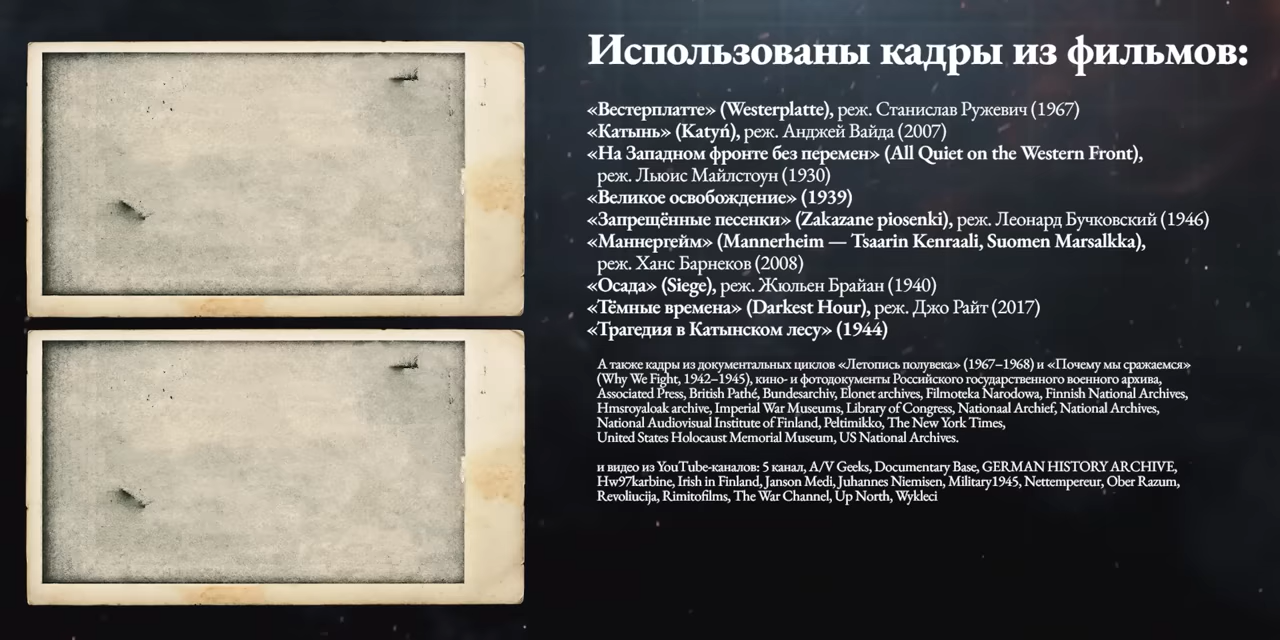 Использованы кадры из фильмов:
«Вестерплатте» (Westerplatte), реж. Станислав Ружевич (1967)
«Катынь» (Katyń), реж. Анджей Вайда (2007)
«На Западном фронте без перемен» (All Quiet on the Western Front),
реж. Льюис Майлстоун (1930)
«Великое освобождение» (1939)
«Запрещённые песенки» (Zakazane piosenki), реж. Леонард Бучковский (1946)
«Маннергейм» (Mannerheim — Tsaarin Kenraali, Suomen Marsalkka),
реж. Ханс Барнеков (2008)
«Осада» (Siege), реж. Жюльен Брайан (1940)
«Тёмные времена» (Darkest Hour), реж. Джо Райт (2017)
«Трагедия в Катынском лесу» (1944)
А также кадры из документальных циклов «Летопись полувека» (1967–1968) и «Почему мы сражаемся»
(Why We Fight, 1942–1945), кино- и фотодокументы Российского государственного военного архива,
Associated Press, British Pathé, Bundesarchiv, Elonet archives, Filmoteka Narodowa, Finnish National Archives,
Hmsroyaloak archive, Imperial War Museums, Library of Congress, Nationaal Archief, National Archives,
National Audiovisual Institute of Finland, Peltimikko, The New York Times,
United States Holocaust Memorial Museum, US National Archives.
и видео из YouTube-каналов: 5 канал, A/V Geeks, Documentary Base, GERMAN HISTORY ARCHIVE,
Hw97karbine, Irish in Finland, Janson Medi, Juhannes Niemisen, Military1945, Nettempereur, Ober Razum,
Revoliucija, Rimitofilms, The War Channel, Up North, Wykleci